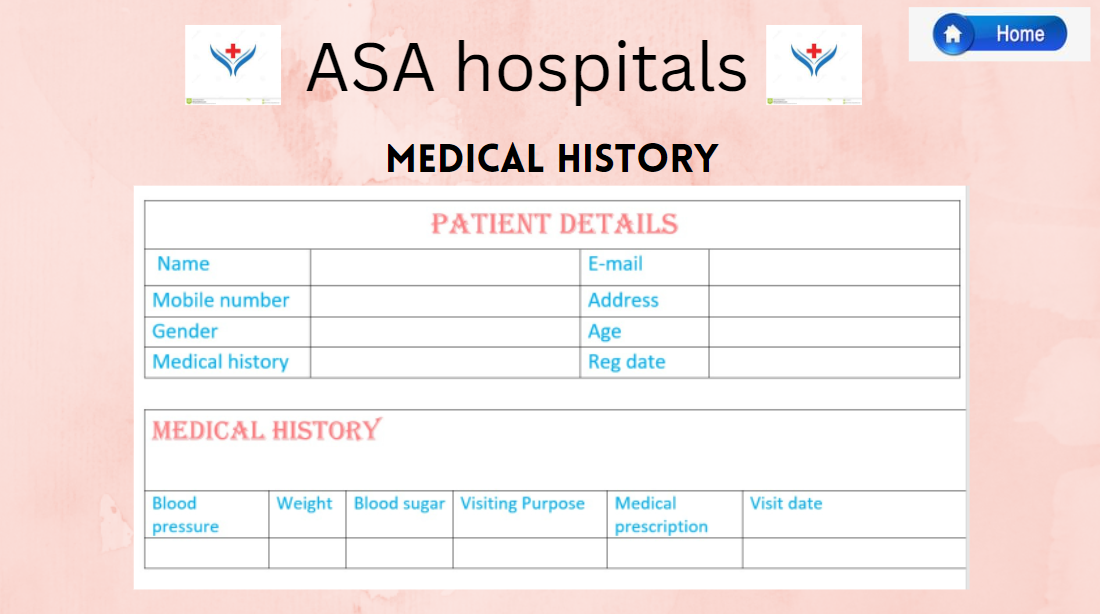 ASA hospitals
Home
MEDICAL HISTORY
PATIENT DETAILS
Name E-mail
Mobile number Address
Gender Age
Medical history Reg date
MEDICAL HISTORY
Blood pressure Weight Blood sugar Visiting Purpose Medical prescription Visit date